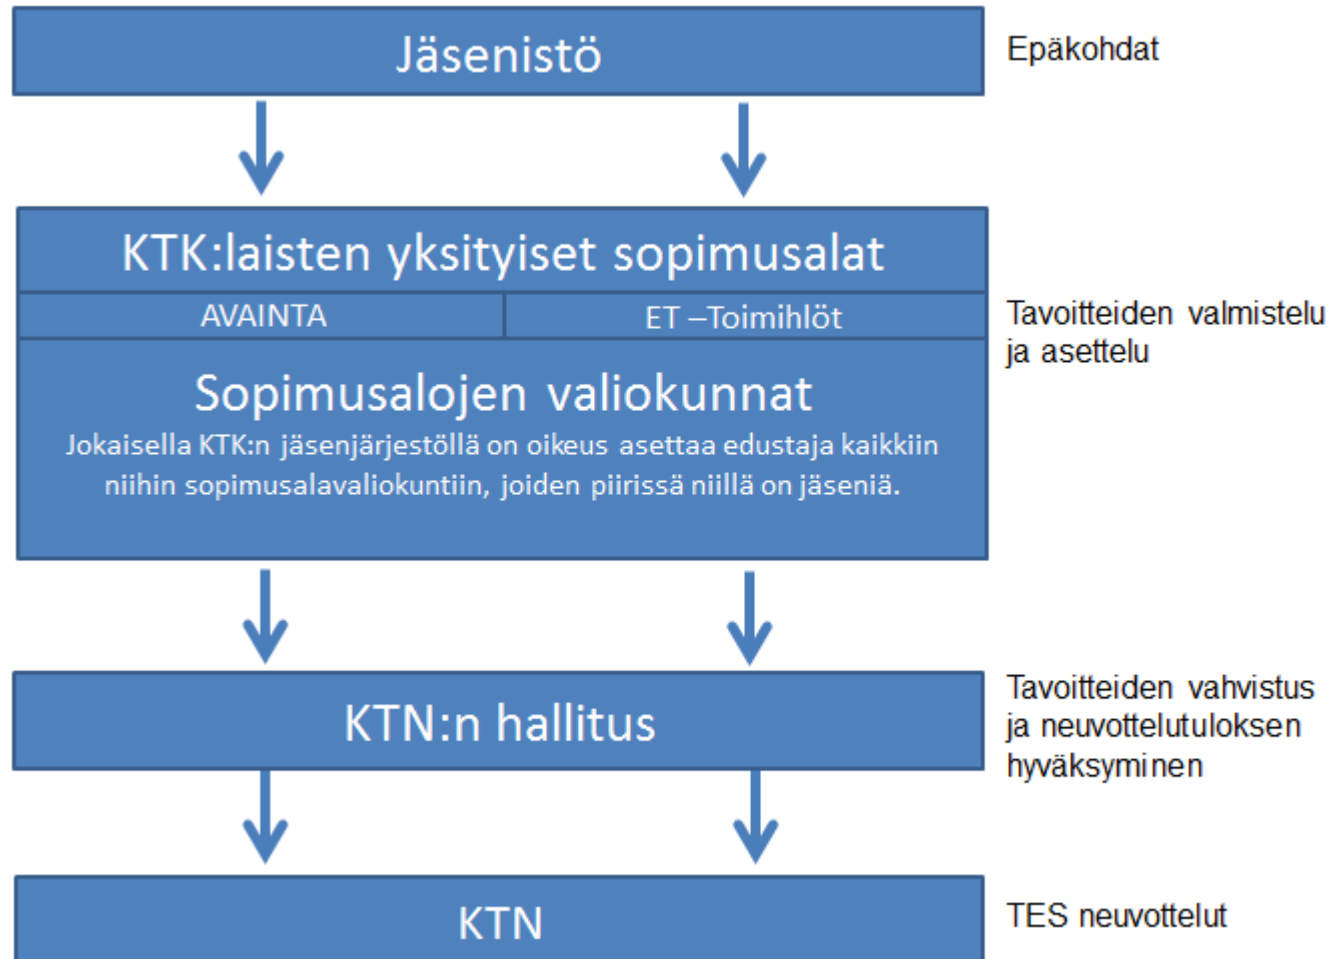 Jäsenistö
Epäkohdat
KTK:laisten yksityiset sopimusalat
AVAINTA
ET –Toimihlöt
Tavoitteiden valmistelu
ja asettelu
Sopimusalojen valiokunnat
Jokaisella KTK:n jäsenjärjestöllä on oikeus asettaa edustaja kaikkiin
niihin sopimusalavaliokuntiin, joiden piirissä niillä on jäseniä.
KTN:n hallitus
Tavoitteiden vahvistus
ja neuvottelutuloksen
hyväksyminen
KTN
TES neuvottelut